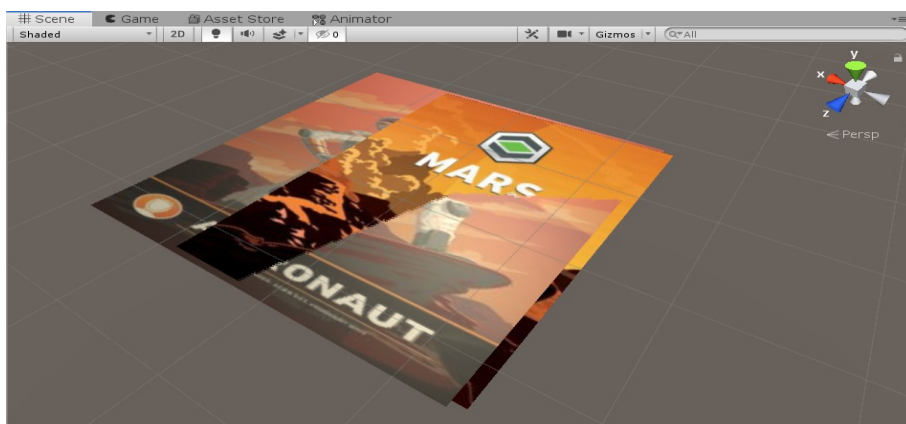 # Scene Game Asset Store Animator
Shaded 2D 0 Gizmos All
y
x
z
Persp
MARS
ONAUT